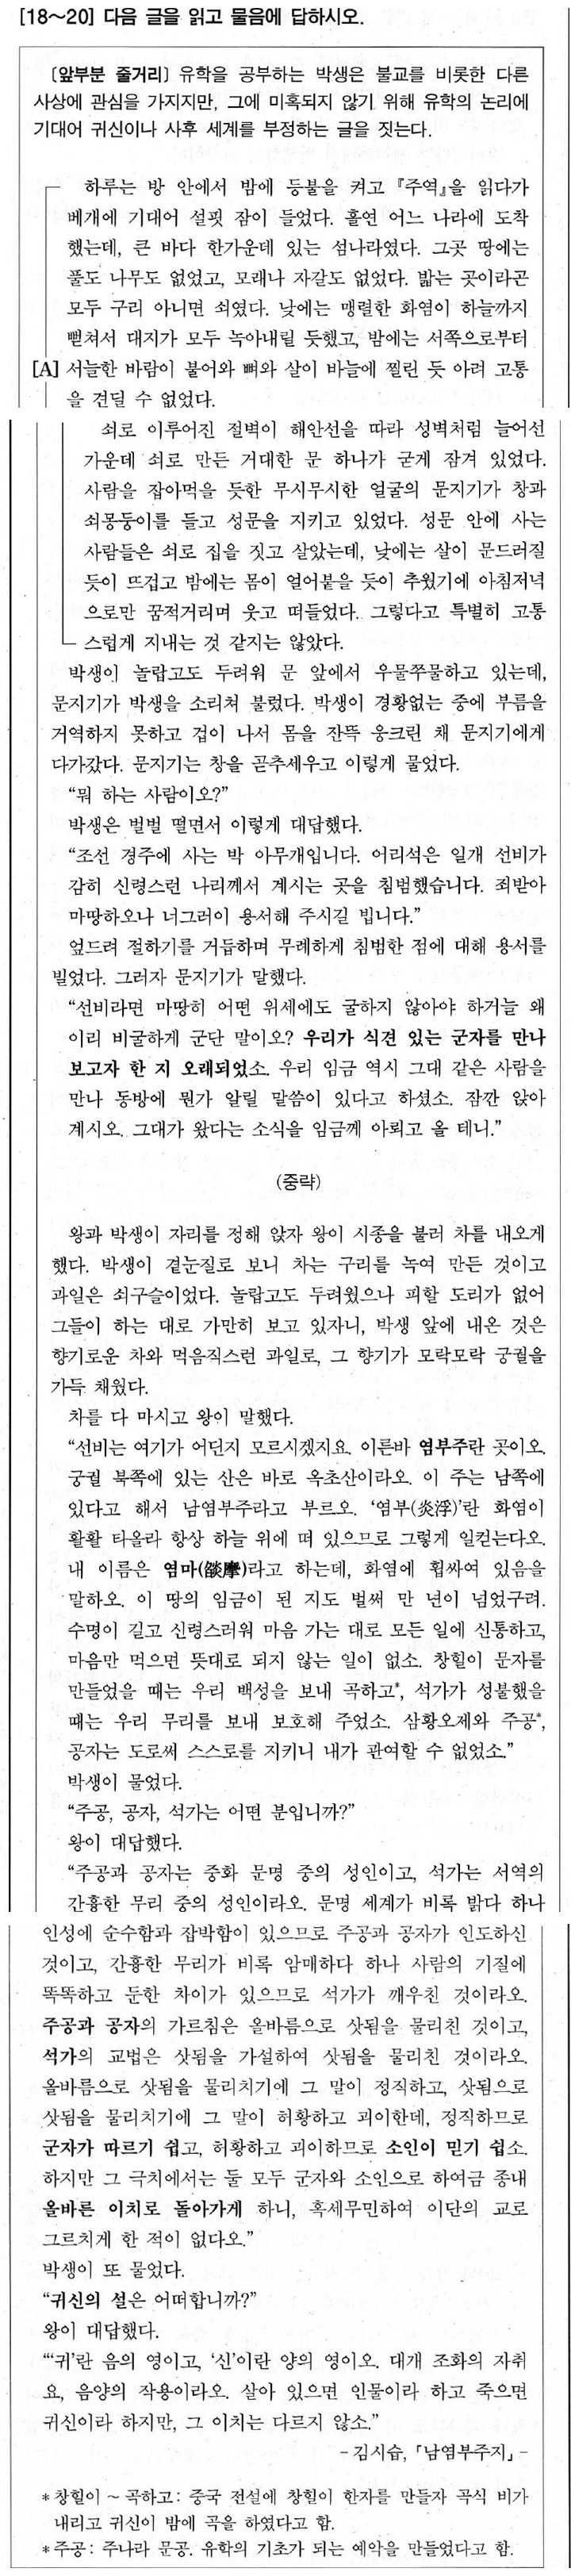 [18～20] 다음 글을 읽고 물음에 답하시오.
〔앞부분 줄거리〕 유학을 공부하는 박생은 불교를 비롯한 다른
사상에 관심을 가지지만, 그에 미혹되지 않기 위해 유학의 논리에
기대어 귀신이나 사후 세계를 부정하는 글을 짓는다.
하루는 방 안에서 밤에 등불을 켜고 『주역』을 읽다가
베개에 기대어 설핏 잠이 들었다. 홀연 어느 나라에 도착
했는데, 큰 바다 한가운데 있는 섬나라였다. 그곳 땅에는
풀도 나무도 없었고, 모래나 자갈도 없었다. 밟는 곳이라곤
모두 구리 아니면 쇠였다. 낮에는 맹렬한 화염이 하늘까지
뻗쳐서 대지가 모두 녹아내릴 듯했고, 밤에는 서쪽으로부터
[A] 서늘한 바람이 불어와 뼈와 살이 바늘에 찔린 듯 아려 고통
을 견딜 수 없었다.
쇠로 이루어진 절벽이 해안선을 따라 성벽처럼 늘어선
가운데 쇠로 만든 거대한 문 하나가 굳게 잠겨 있었다.
사람을 잡아먹을 듯한 무시무시한 얼굴의 문지기가 창과
쇠몽둥이를 들고 성문을 지키고 있었다. 성문 안에 사는
사람들은 쇠로 집을 짓고 살았는데, 낮에는 살이 문드러질
듯이 뜨겁고 밤에는 몸이 얼어붙을 듯이 추웠기에 아침저녁
으로만 꿈적거리며 웃고 떠들었다. 그렇다고 특별히 고통
스럽게 지내는 것 같지는 않았다.
박생이 놀랍고도 두려워 문 앞에서 우물쭈물하고 있는데,
문지기가 박생을 소리쳐 불렀다. 박생이 경황없는 중에 부름을
거역하지 못하고 겁이 나서 몸을 잔뜩 웅크린 채 문지기에게
다가갔다. 문지기는 창을 곧추세우고 이렇게 물었다.
“뭐 하는 사람이오?”
박생은 벌벌 떨면서 이렇게 대답했다.
“조선 경주에 사는 박 아무개입니다. 어리석은 일개 선비가
감히 신령스런 나리께서 계시는 곳을 침범했습니다. 죄받아
마땅하오나 너그러이 용서해 주시길 빕니다.”
엎드려 절하기를 거듭하며 무례하게 침범한 점에 대해 용서를
빌었다. 그러자 문지기가 말했다.
“선비라면 마땅히 어떤 위세에도 굴하지 않아야 하거늘 왜
이리 비굴하게 군단 말이오? 우리가 식견 있는 군자를 만나
보고자 한 지 오래되었소. 우리 임금 역시 그대 같은 사람을
만나 동방에 뭔가 알릴 말씀이 있다고 하셨소. 잠깐 앉아
계시오. 그대가 왔다는 소식을 임금께 아뢰고 올 테니.”
(중략)
왕과 박생이 자리를 정해 앉자 왕이 시종을 불러 차를 내오게
했다. 박생이 곁눈질로 보니 차는 구리를 녹여 만든 것이고
과일은 쇠구슬이었다. 놀랍고도 두려웠으나 피할 도리가 없어
그들이 하는 대로 가만히 보고 있자니, 박생 앞에 내온 것은
향기로운 차와 먹음직스런 과일로, 그 향기가 모락모락 궁궐을
가득 채웠다.
차를 다 마시고 왕이 말했다.
“선비는 여기가 어딘지 모르시겠지요. 이른바 염부주란 곳이오.
궁궐 북쪽에 있는 산은 바로 옥초산이라오. 이 주는 남쪽에
있다고 해서 남염부주라고 부르오. ‘염부(炎浮)’란 화염이
활활 타올라 항상 하늘 위에 떠 있으므로 그렇게 일컫는다오.
내 이름은 염마(燄摩)라고 하는데, 화염에 휩싸여 있음을
말하오. 이 땅의 임금이 된 지도 벌써 만 년이 넘었구려.
수명이 길고 신령스러워 마음 가는 대로 모든 일에 신통하고,
마음만 먹으면 뜻대로 되지 않는 일이 없소. 창힐이 문자를
만들었을 때는 우리 백성을 보내 곡하고*, 석가가 성불했을
때는 우리 무리를 보내 보호해 주었소. 삼황오제와 주공*,
공자는 도로써 스스로를 지키니 내가 관여할 수 없었소.”
박생이 물었다.
“주공, 공자, 석가는 어떤 분입니까?”
왕이 대답했다.
“주공과 공자는 중화 문명 중의 성인이고, 석가는 서역의
간흉한 무리 중의 성인이라오. 문명 세계가 비록 밝다 하나
인성에 순수함과 잡박함이 있으므로 주공과 공자가 인도하신
것이고, 간흉한 무리가 비록 암매하다 하나 사람의 기질에
똑똑하고 둔한 차이가 있으므로 석가가 깨우친 것이라오.
주공과 공자의 가르침은 올바름으로 삿됨을 물리친 것이고,
석가의 교법은 삿됨을 가설하여 삿됨을 물리친 것이라오.
올바름으로 삿됨을 물리치기에 그 말이 정직하고, 삿됨으로
삿됨을 물리치기에 그 말이 허황하고 괴이한데, 정직하므로
군자가 따르기 쉽고, 허황하고 괴이하므로 소인이 믿기 쉽소.
하지만 그 극치에서는 둘 모두 군자와 소인으로 하여금 종내
올바른 이치로 돌아가게 하니, 혹세무민하여 이단의 교로
그르치게 한 적이 없다오.”
박생이 또 물었다.
“귀신의 설은 어떠합니까?”
왕이 대답했다.
“‘귀’란 음의 영이고, ‘신’이란 양의 영이오. 대개 조화의 자취
요, 음양의 작용이라오. 살아 있으면 인물이라 하고 죽으면
귀신이라 하지만, 그 이치는 다르지 않소.”
- 김시습, 「남염부주지」 -
* 창힐이 ~ 곡하고: 중국 전설에 창힐이 한자를 만들자 곡식 비가
내리고 귀신이 밤에 곡을 하였다고 함.
* 주공: 주나라 문공. 유학의 기초가 되는 예악을 만들었다고 함.